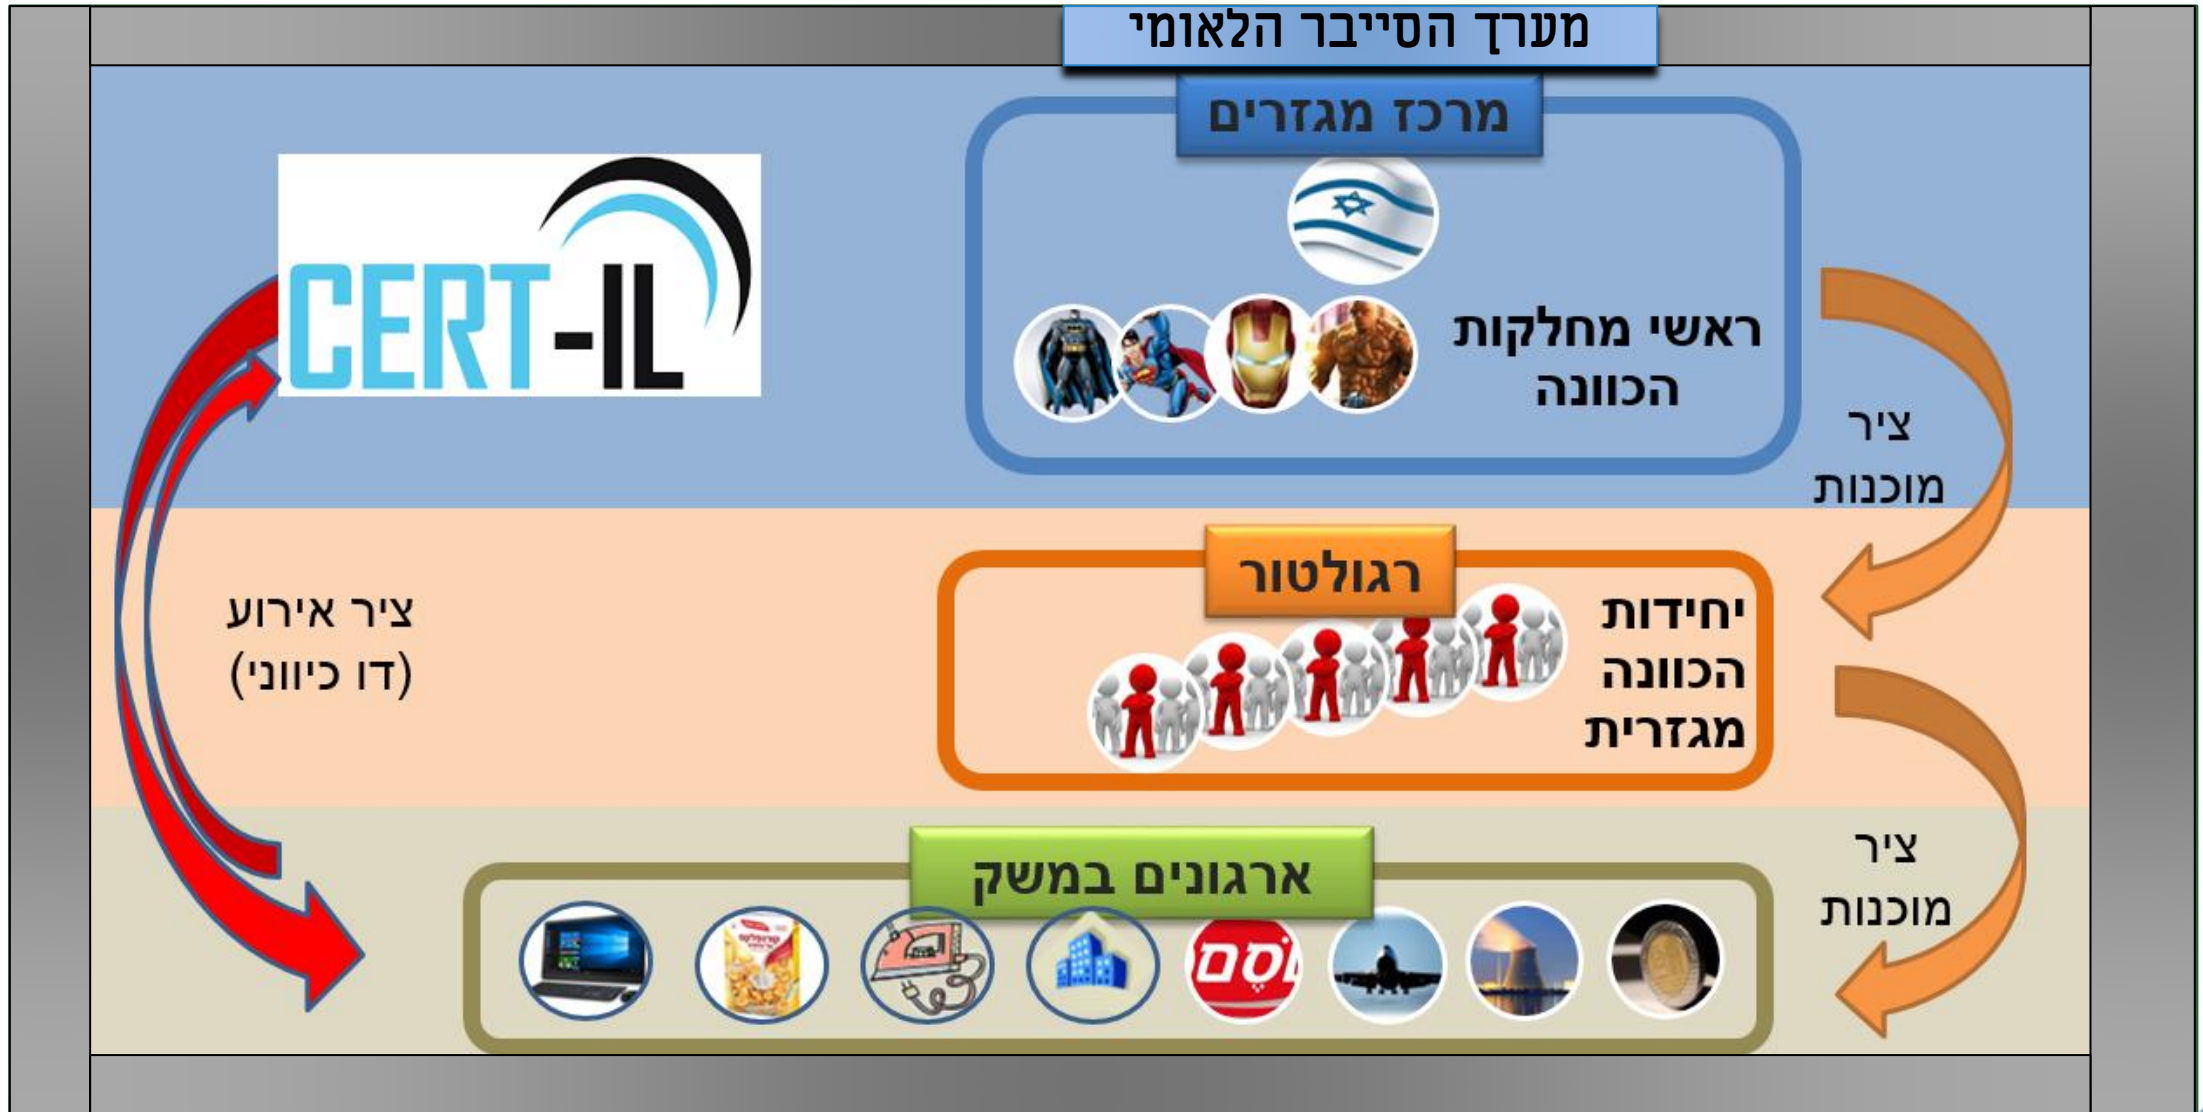 מערך הסייבר הלאומי
מרכז מגזרים
CERT-IL
ראשי מחלקות
הכוונה
ציר
מוכנות
רגולטור
יחידות
הכוונה
מגזרית
ציר אירוע
(דו כיווני)
ארגונים במשק
ציר
מוכנות